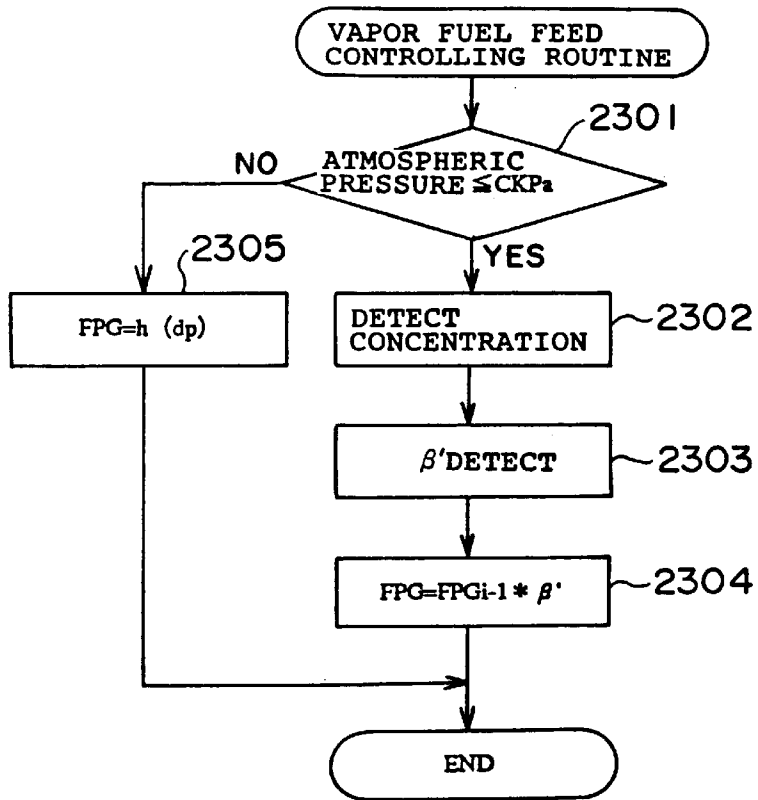 VAPOR FUEL FEED
CONTROLLING ROUTINE
2301
NO
ATMOSPHERIC
PRESSURE ≦CKPa
YES
2305
FPG=h (dp)
DETECT
CONCENTRATION
2302
β'DETECT
2303
FPG=FPGi-1 * β'
2304
END